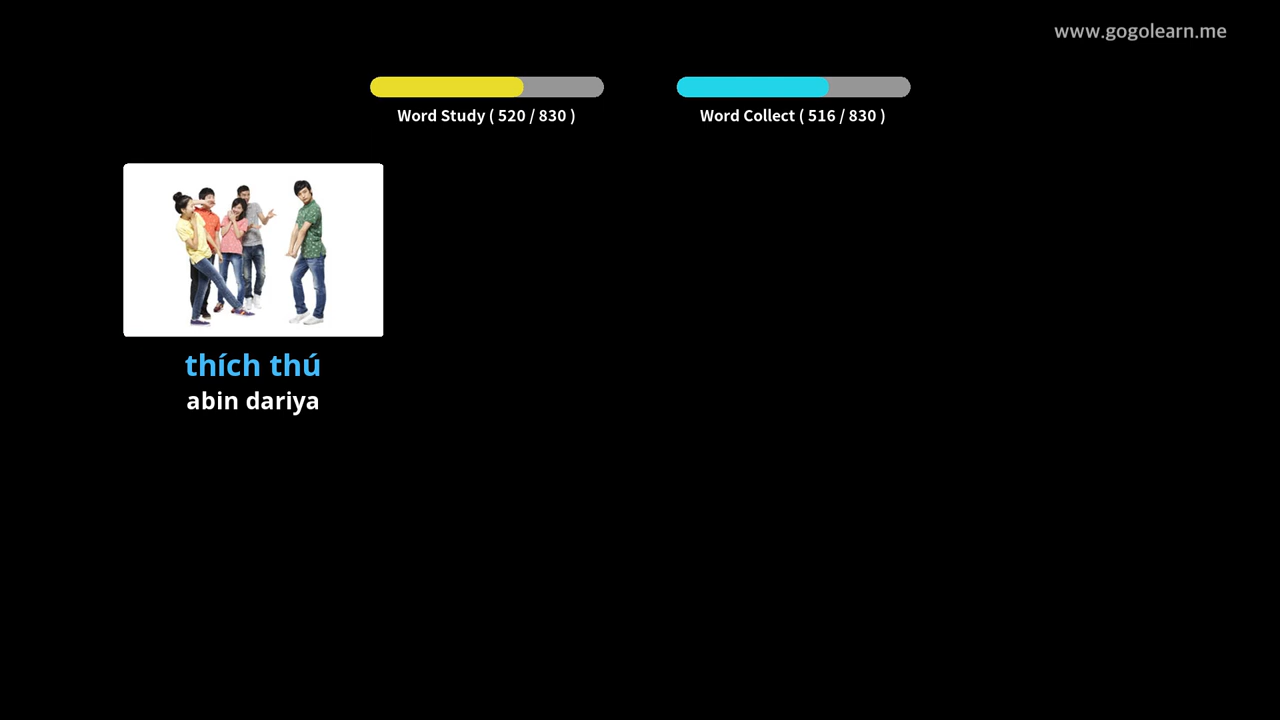 www.gogolearn.me
Word Study ( 520 / 830 )
Word Collect ( 516 / 830 )
thích thú
abin dariya